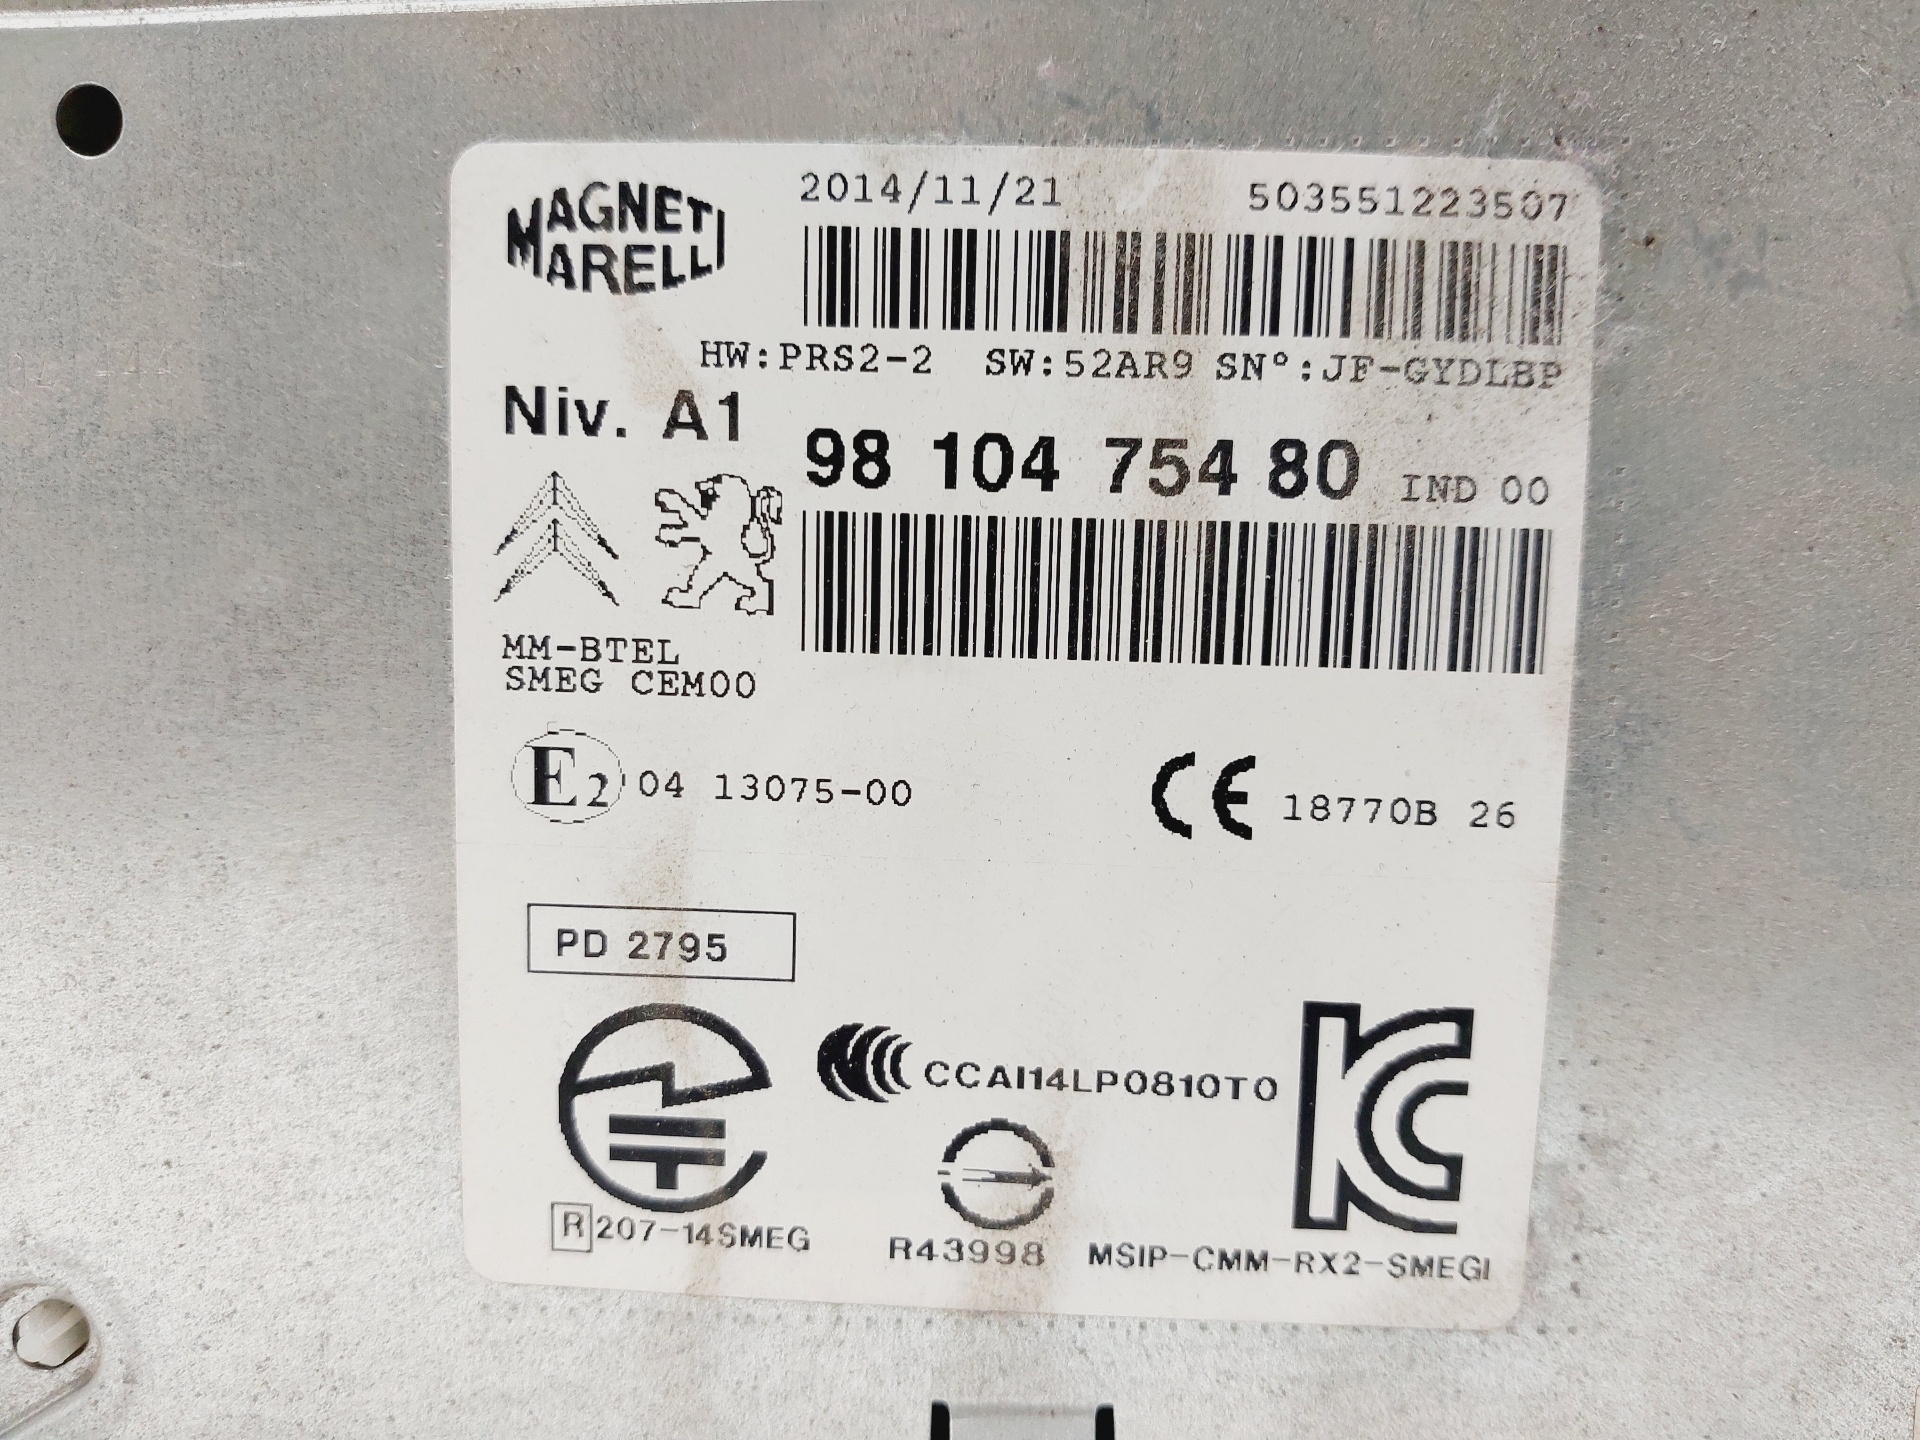 MAGNETI
MARELLI
2014/11/21 503551223507
HW:PRS2-2 SW:52AR9 SN°:JF-GYDLBP
Niv. A1
98 104 754 80 IND 00
MM-BTEL
SMEG CEM00
E2 04 13075-00
CE 18770B 26
PD 2795
CCAI14LP0810T0
R 207-14SMEG
R43998
MSIP-CMM-RX2-SMEGI